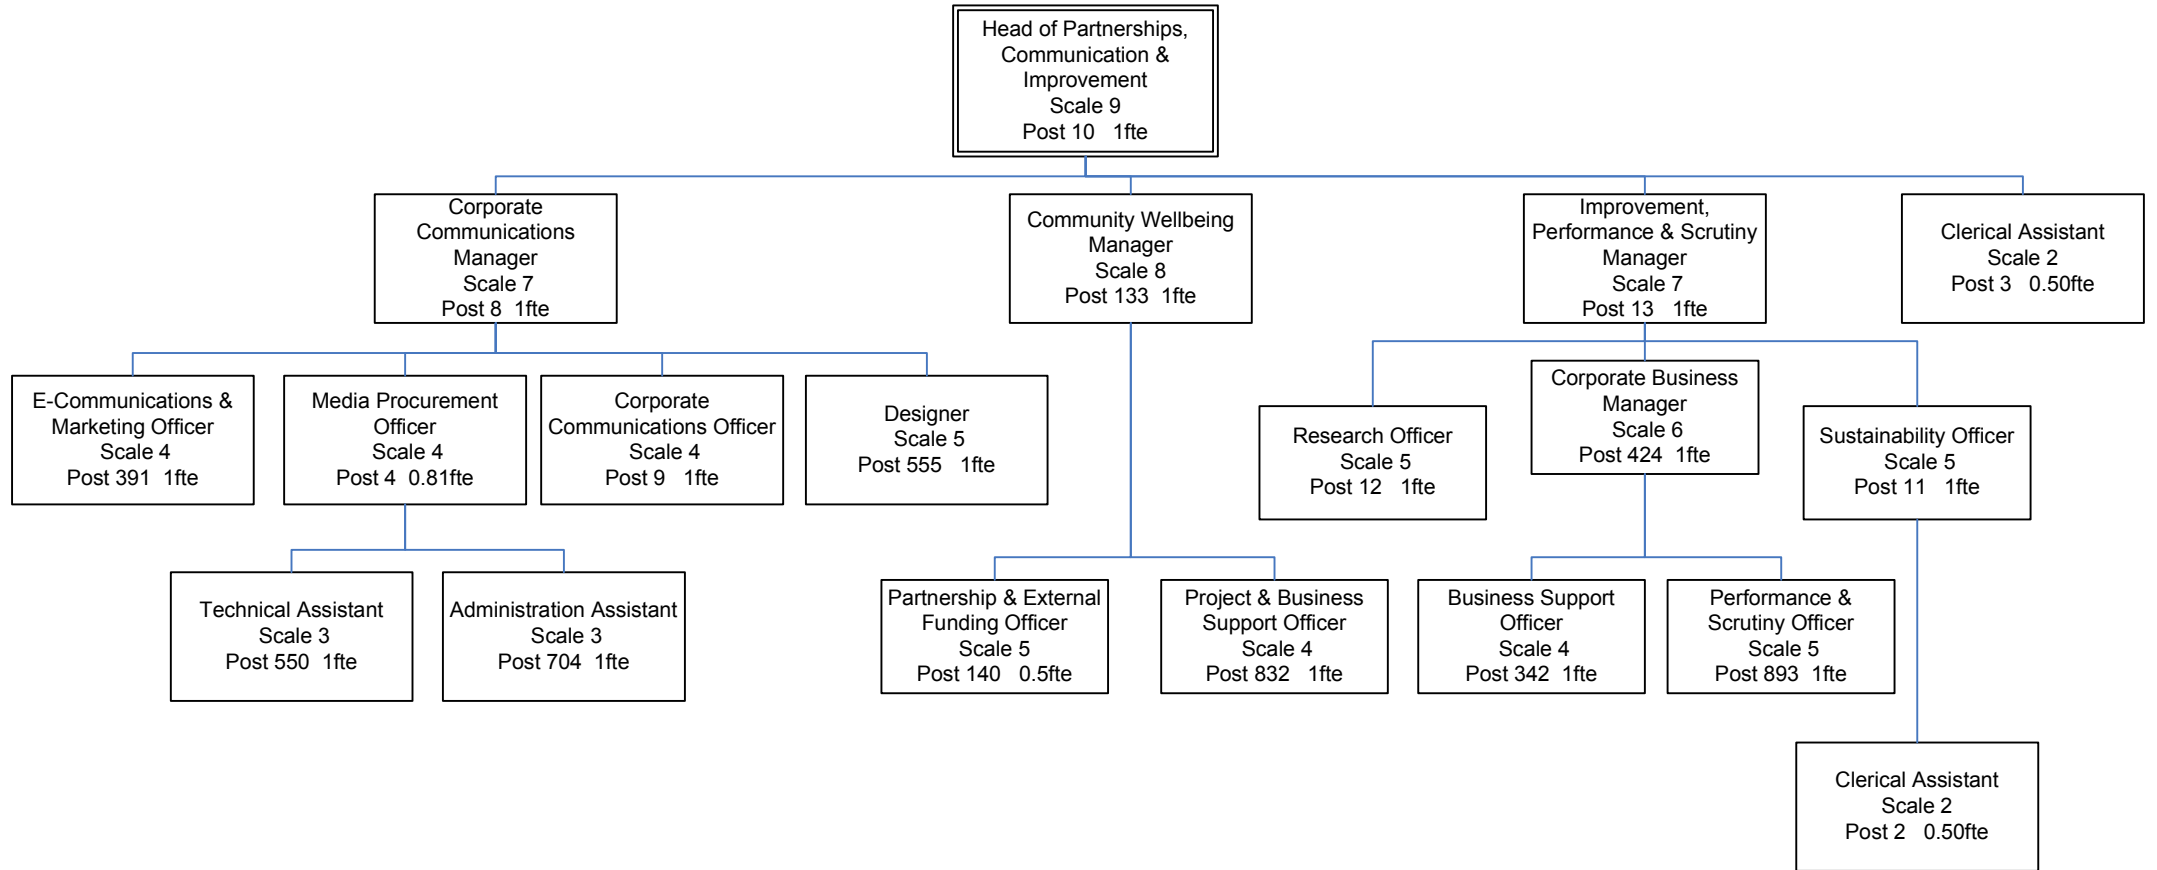 Head of Partnerships,
Communication &
Improvement
Scale 9
Post 10   1fte
Corporate
Communications
Manager
Scale 7
Post 8  1fte
Community Wellbeing
Manager
Scale 8
Post 133  1fte
Improvement,
Performance & Scrutiny
Manager
Scale 7
Post 13   1fte
Clerical Assistant
Scale 2
Post 3   0.50fte
E-Communications &
Marketing Officer
Scale 4
Post 391  1fte
Media Procurement
Officer
Scale 4
Post 4  0.81fte
Corporate
Communications Officer
Scale 4
Post 9   1fte
Designer
Scale 5
Post 555   1fte
Research Officer
Scale 5
Post 12   1fte
Corporate Business
Manager
Scale 6
Post 424  1fte
Sustainability Officer
Scale 5
Post 11   1fte
Technical Assistant
Scale 3
Post 550  1fte
Administration Assistant
Scale 3
Post 704  1fte
Partnership & External
Funding Officer
Scale 5
Post 140   0.5fte
Project & Business
Support Officer
Scale 4
Post 832   1fte
Business Support
Officer
Scale 4
Post 342  1fte
Performance &
Scrutiny Officer
Scale 5
Post 893  1fte
Clerical Assistant
Scale 2
Post 2   0.50fte